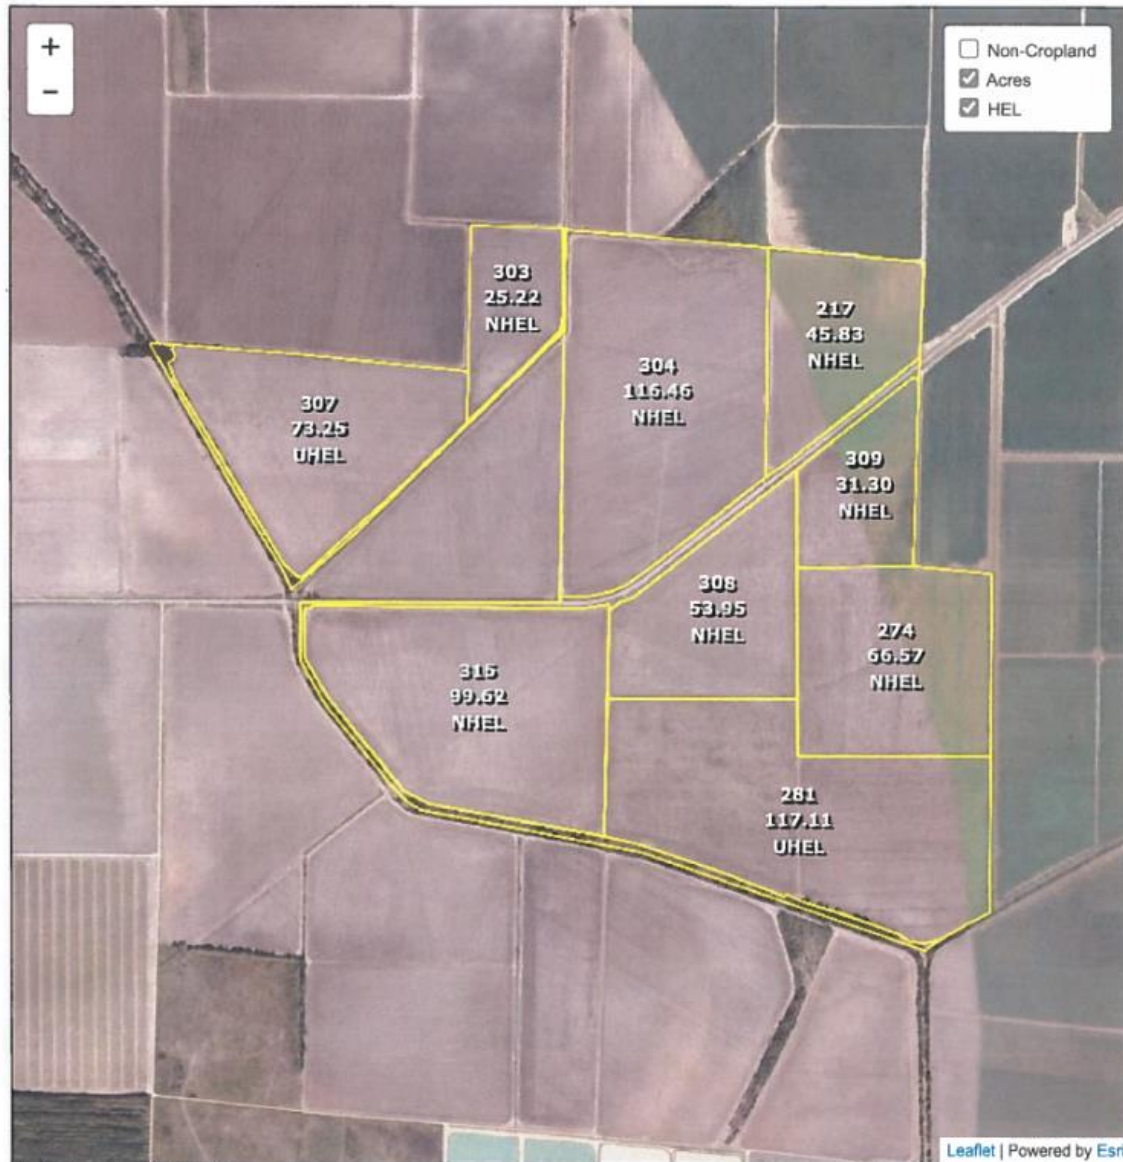 +
−
Non-Cropland
Acres
HEL
303
25.22
NHEL
217
45.83
NHEL
304
116.46
NHEL
307
73.25
UHEL
309
31.30
NHEL
308
53.95
NHEL
274
66.57
NHEL
315
99.62
NHEL
281
117.11
UHEL
Leaflet | Powered by Esri